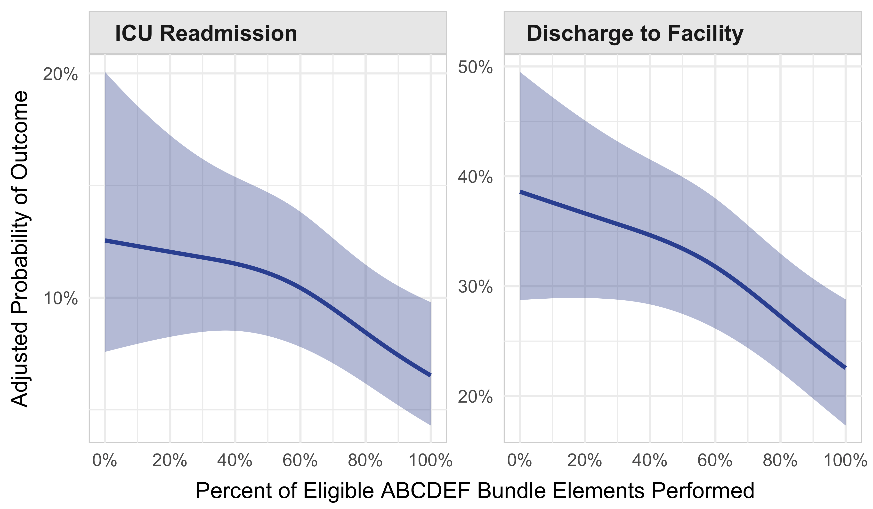 ICU Readmission
Discharge to Facility
Adjusted Probability of Outcome
20%
10%
50%
40%
30%
20%
0% 20% 40% 60% 80% 100%
0% 20% 40% 60% 80% 100%
Percent of Eligible ABCDEF Bundle Elements Performed